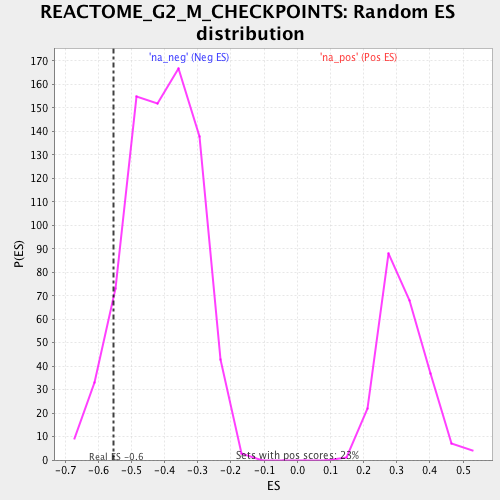 REACTOME_G2_M_CHECKPOINTS: Random ES
distribution
'na_neg' (Neg ES)
'na_pos' (Pos ES)
170
160
150
140
130
120
110
100
90
80
70
60
50
40
30
20
10
0
P(ES)
Real ES -0.6
Sets with pos scores: 23%
-0.7 -0.6 -0.5 -0.4 -0.3 -0.2 -0.1 0.0 0.1 0.2 0.3 0.4 0.5
ES